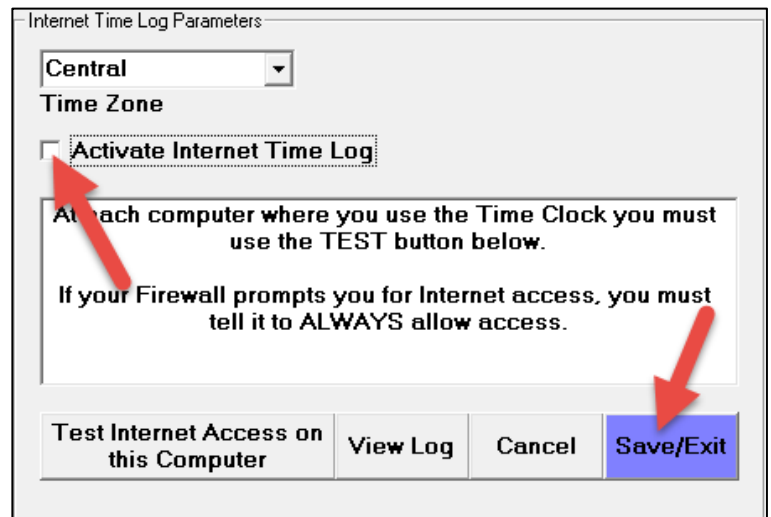 Internet Time Log Parameters
Central
Time Zone
Activate Internet Time Log
At each computer where you use the Time Clock you must
use the TEST button below.
If your Firewall prompts you for Internet access, you must
tell it to ALWAYS allow access.
Test Internet Access on
this Computer
View Log
Cancel
Save/Exit